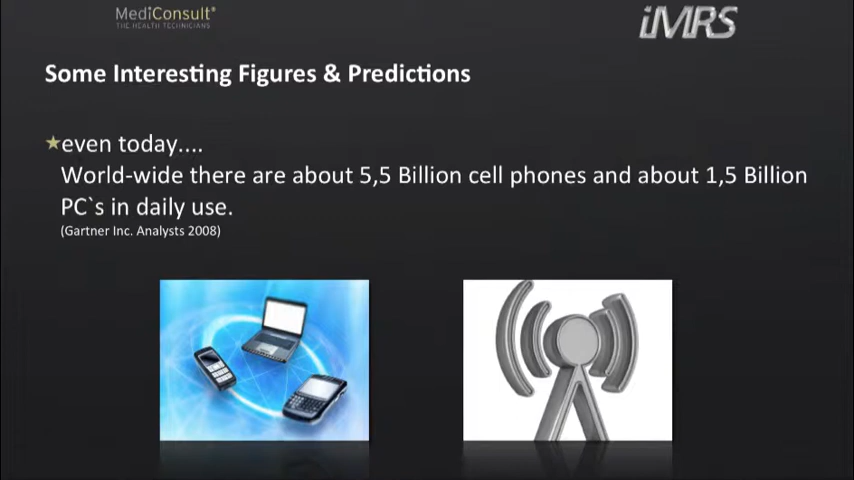 MediConsult®
THE HEALTH TECHNICIANS
iMRS
Some Interesting Figures & Predictions
even today....
World-wide there are about 5,5 Billion cell phones and about 1,5 Billion
PC`s in daily use.
(Gartner Inc. Analysts 2008)